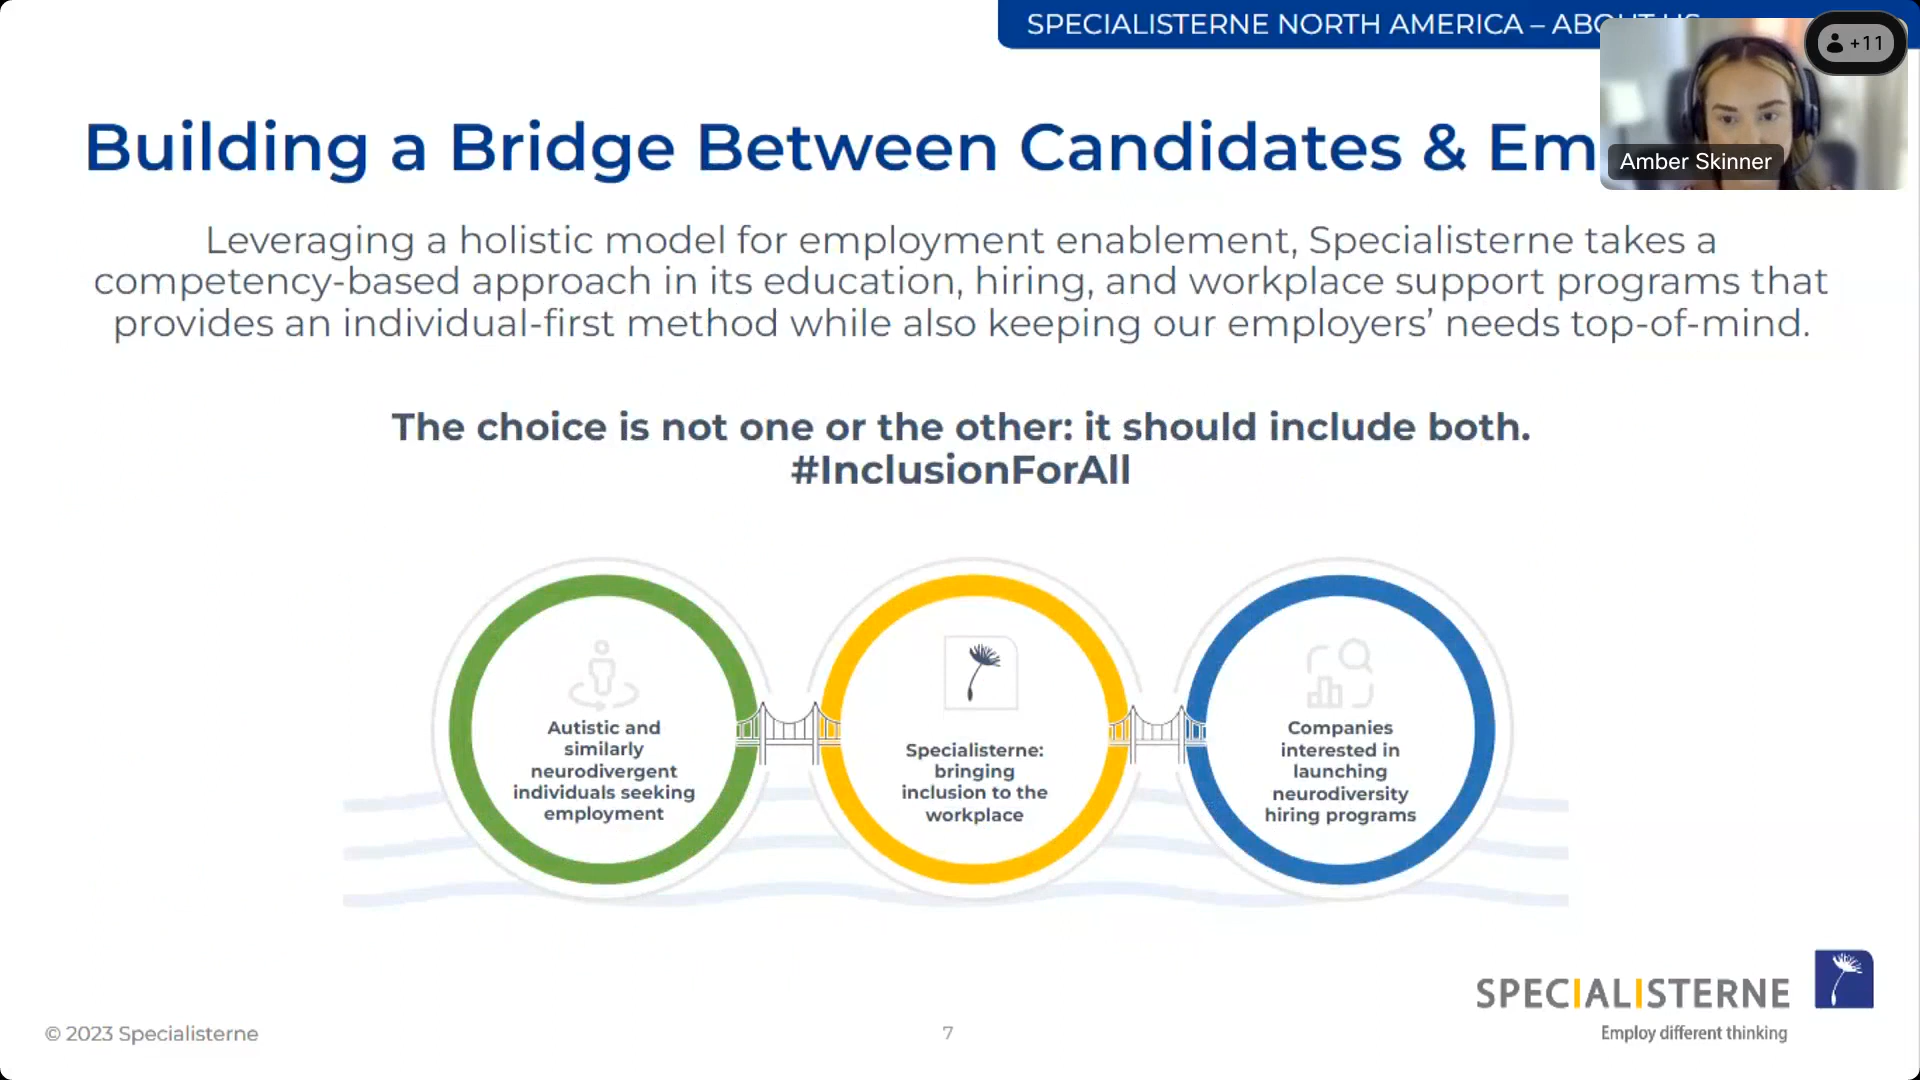 SPECIALISTERNE NORTH AMERICA – ABOUT US
+11
Amber Skinner
Building a Bridge Between Candidates & Em
Leveraging a holistic model for employment enablement, Specialisterne takes a
competency-based approach in its education, hiring, and workplace support programs that
provides an individual-first method while also keeping our employers’ needs top-of-mind.
The choice is not one or the other: it should include both.
#InclusionForAll
Autistic and
similarly
neurodivergent
individuals seeking
employment
Specialisterne:
bringing
inclusion to the
workplace
Companies
interested in
launching
neurodiversity
hiring programs
SPECIALISTERNE
Employ different thinking
© 2023 Specialisterne
7